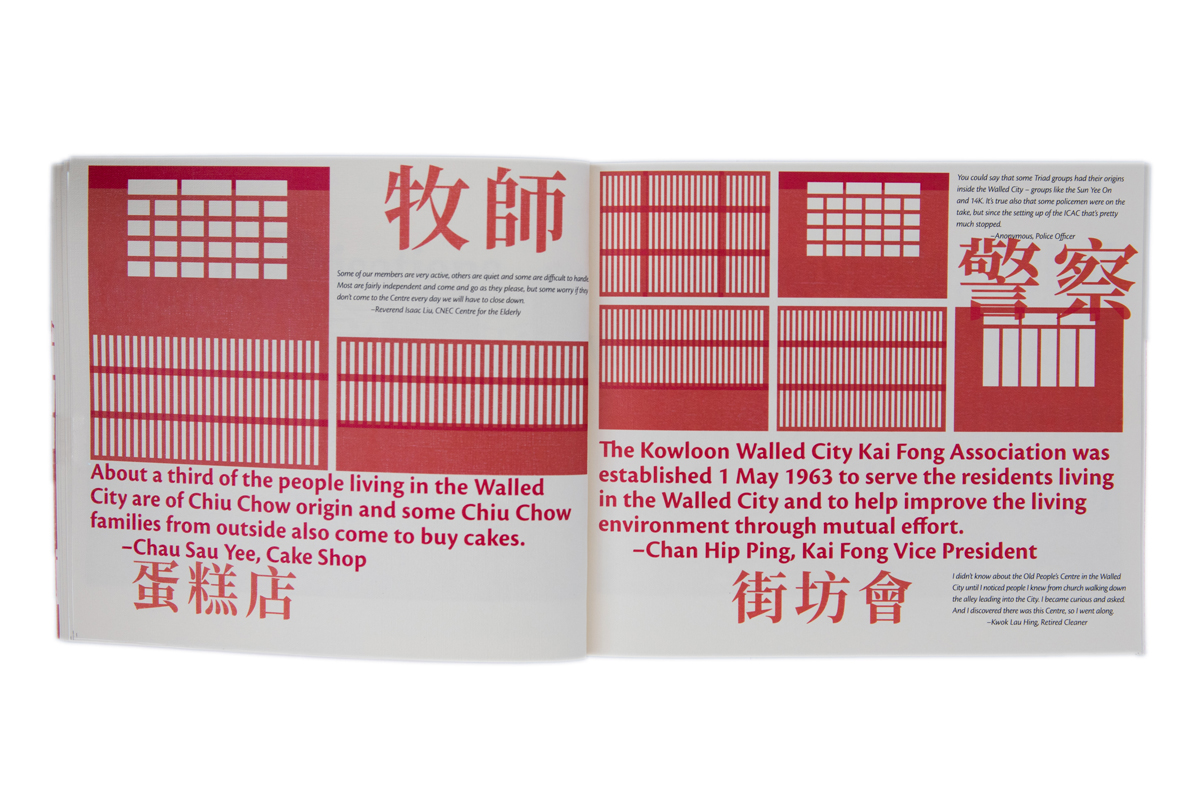 牧師
Some of our members are very active, others are quiet and some are difficult to
Most are fairly independent and come and go as they please, but some worry if they
don't come to the Centre every day we will have to close down.
–Reverend Isaac Liu, CNEC Centre for the Elderly
About a third of the people living in the Walled
City are of Chiu Chow origin and some Chiu Chow
families from outside also come to buy cakes.
–Chau Sau Yee, Cake Shop
蛋糕店
You could say that some Triad groups had their origins
inside the Walled City – groups like the Sun Yee On
and 14K. It's true also that some policemen were on the
take, but since the setting up of the ICAC that's pretty
much stopped.
–Anonymous, Police Officer
警察
The Kowloon Walled City Kai Fong Association was
established 1 May 1963 to serve the residents living
in the Walled City and to help improve the living
environment through mutual effort.
–Chan Hip Ping, Kai Fong Vice President
街坊會
I didn't know about the Old People's Centre in the Walled
City until I noticed people I knew from church walking down
the alley leading into the City. I became curious and asked.
And I discovered there was this Centre, so I went along.
–Kwok Lau Hing, Retired Cleaner